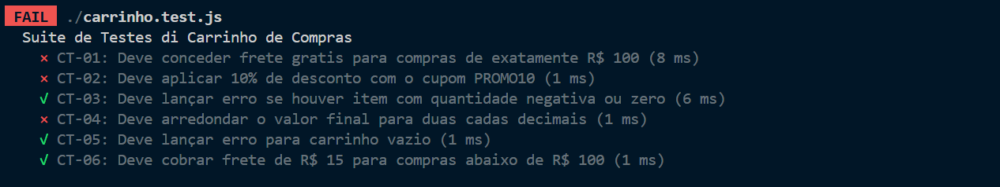 FAIL ./carrinho.test.js
Suite de Testes di Carrinho de Compras
× CT-01: Deve conceder frete gratis para compras de exatamente R$ 100 (8 ms)
× CT-02: Deve aplicar 10% de desconto com o cupom PROMO10 (1 ms)
√ CT-03: Deve lançar erro se houver item com quantidade negativa ou zero (6 ms)
× CT-04: Deve arredondar o valor final para duas cadas decimais (1 ms)
√ CT-05: Deve lançar erro para carrinho vazio (1 ms)
√ CT-06: Deve cobrar frete de R$ 15 para compras abaixo de R$ 100 (1 ms)